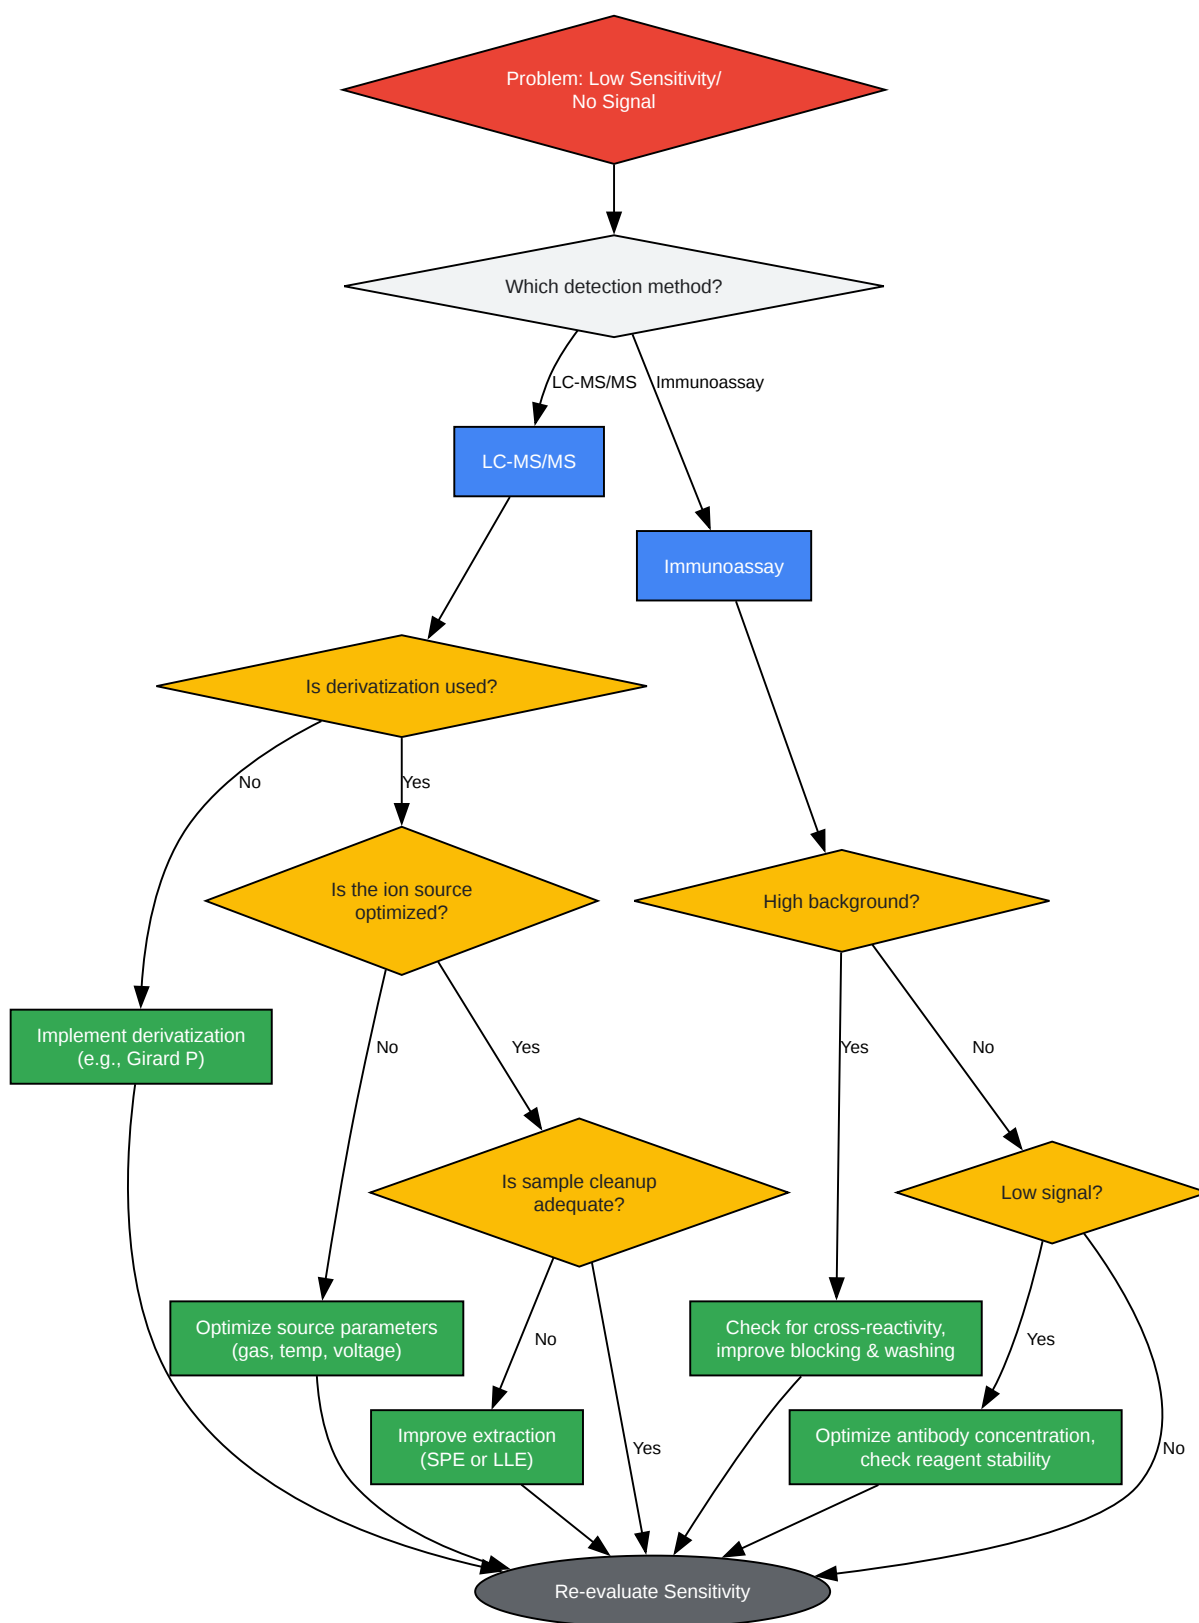 Problem: Low Sensitivity/
No Signal
Which detection method?
LC-MS/MS
Immunoassay
LC-MS/MS
Immunoassay
Is derivatization used?
No
Yes
Is the ion source
optimized?
High background?
Implement derivatization
(e.g., Girard P)
No
Yes
Yes
No
Is sample cleanup
adequate?
Low signal?
Optimize source parameters
(gas, temp, voltage)
No
Check for cross-reactivity,
improve blocking & washing
Yes
Improve extraction
(SPE or LLE)
Yes
Optimize antibody concentration,
check reagent stability
No
Re-evaluate Sensitivity